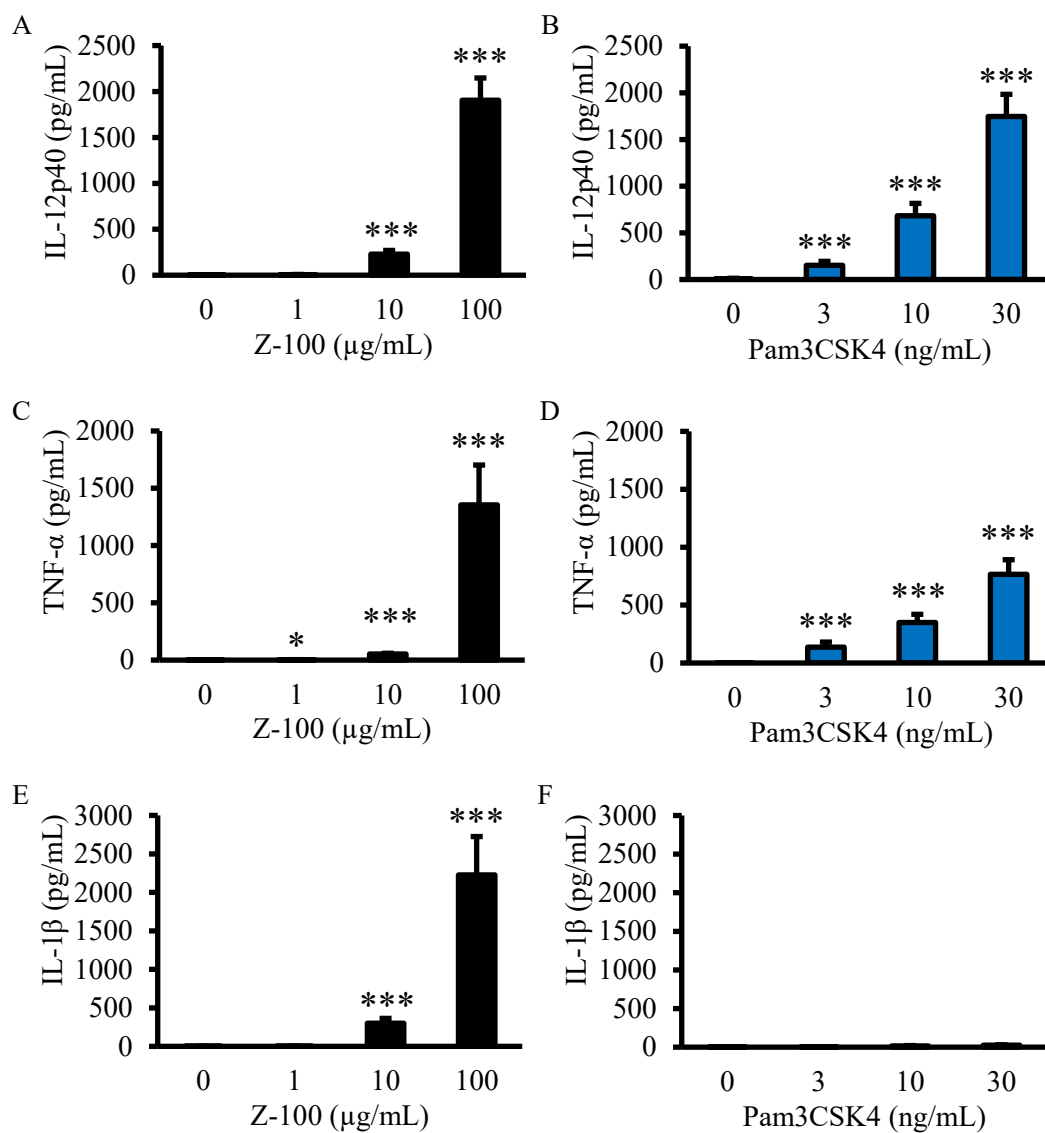 A
IL-12p40 (pg/mL)
2500
2000
1500
1000
500
0
***
***
0 1 10 100
Z-100 (µg/mL)
B
IL-12p40 (pg/mL)
2500
2000
1500
1000
500
0
***
***
***
0 3 10 30
Pam3CSK4 (ng/mL)
C
TNF-α (pg/mL)
2000
1500
1000
500
0
*
***
***
0 1 10 100
Z-100 (µg/mL)
D
TNF-α (pg/mL)
2000
1500
1000
500
0
***
***
***
0 3 10 30
Pam3CSK4 (ng/mL)
E
IL-1β (pg/mL)
3000
2500
2000
1500
1000
500
0
***
***
0 1 10 100
Z-100 (µg/mL)
F
IL-1β (pg/mL)
3000
2500
2000
1500
1000
500
0
0 3 10 30
Pam3CSK4 (ng/mL)